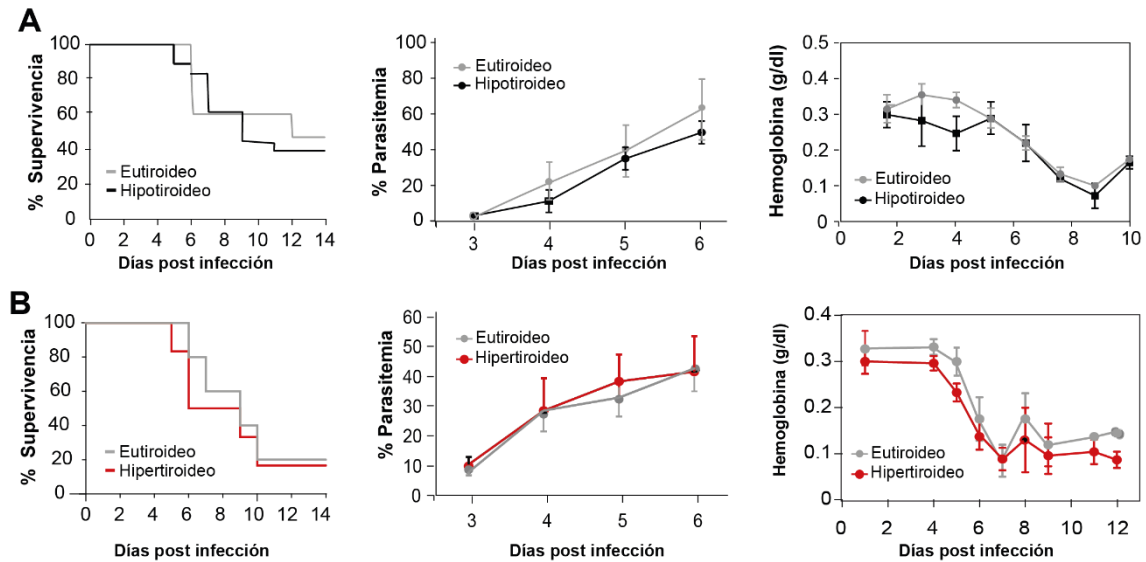 A
% Supervivencia
100
80
60
40
20
0
Eutiroideo
Hipotiroideo
0 2 4 6 8 10 12 14
Días post infección
% Parasitemia
100
80
60
40
20
0
Eutiroideo
Hipotiroideo
3 4 5 6
Días post infección
Hemoglobina (g/dl)
0.5
0.4
0.3
0.2
0.1
0
Eutiroideo
Hipotiroideo
0 2 4 6 8 10
Días post infección
B
% Supervivencia
100
80
60
40
20
0
Eutiroideo
Hipertiroideo
0 2 4 6 8 10 12 14
Días post infección
% Parasitemia
60
50
40
30
20
10
0
Eutiroideo
Hipertiroideo
3 4 5 6
Días post infección
Hemoglobina (g/dl)
0.4
0.3
0.1
0.1
0
Eutiroideo
Hipertiroideo
0 2 4 6 8 10 12
Días post infección